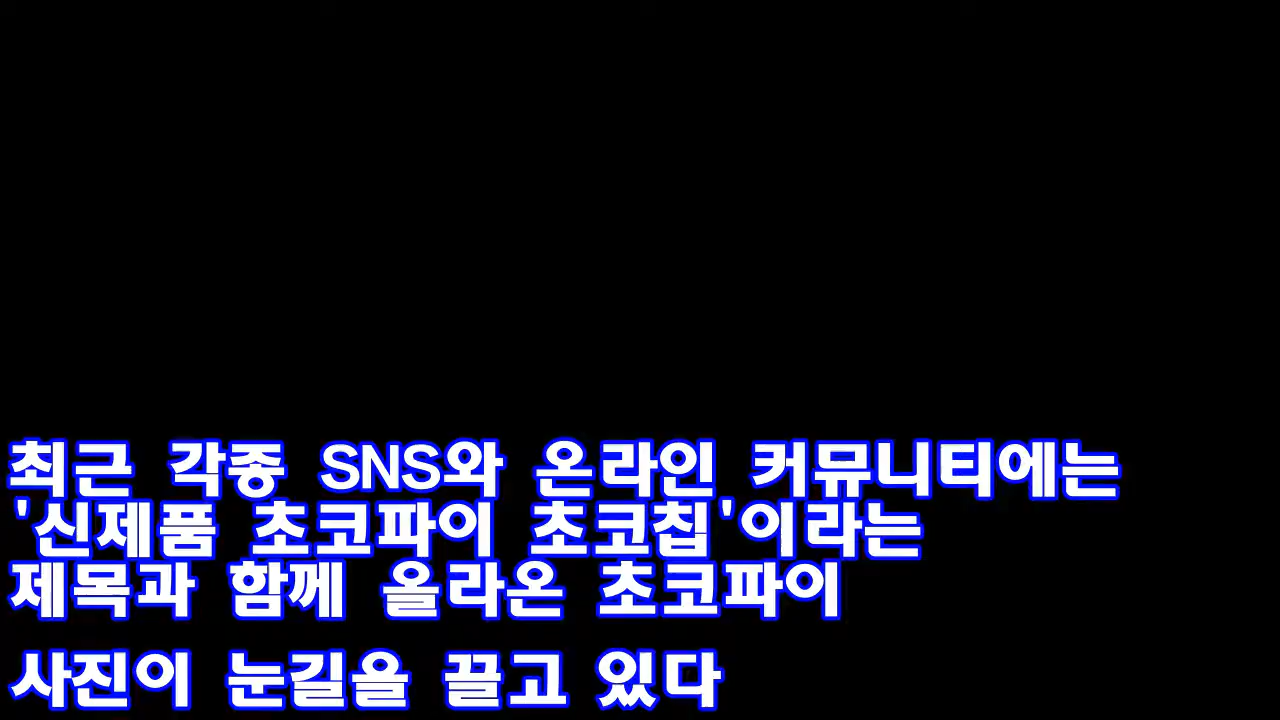 최근 각종 SNS와 온라인 커뮤니티에는
'신제품 초코파이 초코칩'이라는
제목과 함께 올라온 초코파이
사진이 눈길을 끌고 있다